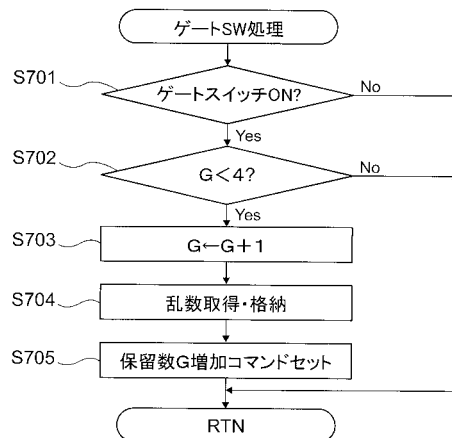 ゲートSW処理
S701
ゲートスイッチON?
No
Yes
S702
G<4?
No
Yes
S703
G←G+1
S704
乱数取得・格納
S705
保留数G増加コマンドセット
RTN